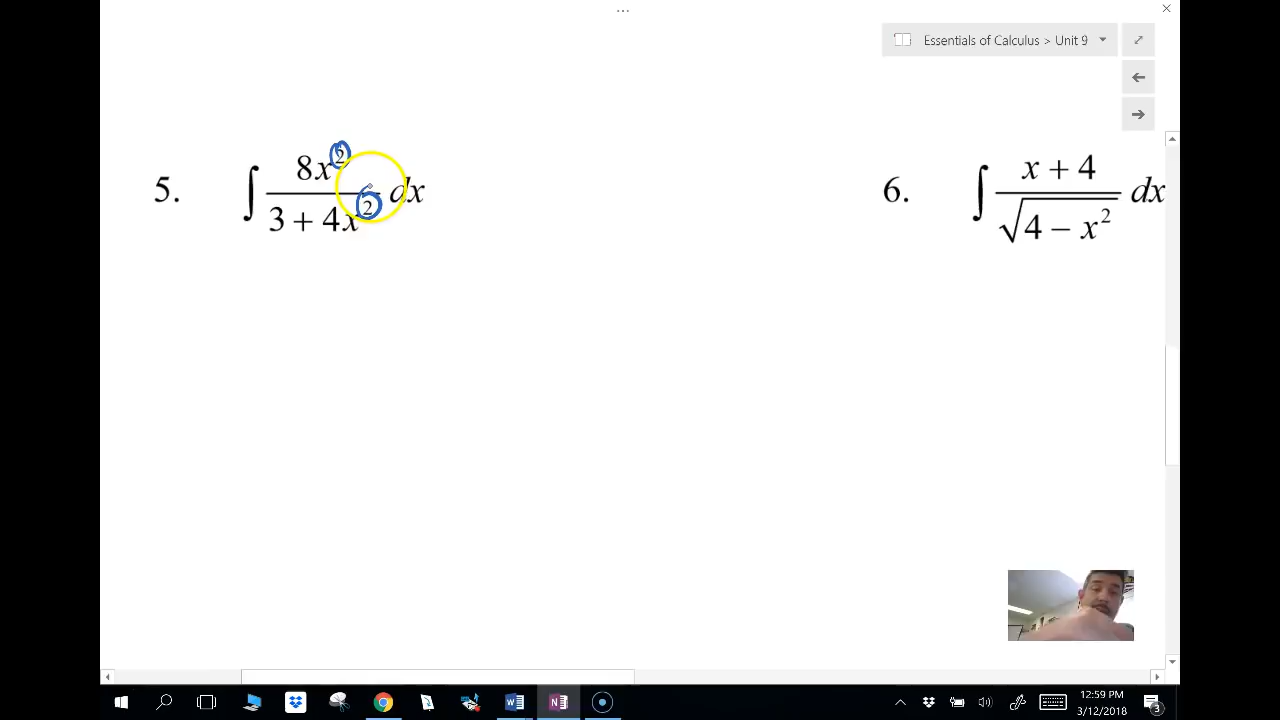 Essentials of Calculus > Unit 9
5. ∫ 8x² / (3 + 4x²) dx
6. ∫ (x + 4) / √(4 − x²) dx
12:59 PM
3/12/2018
3